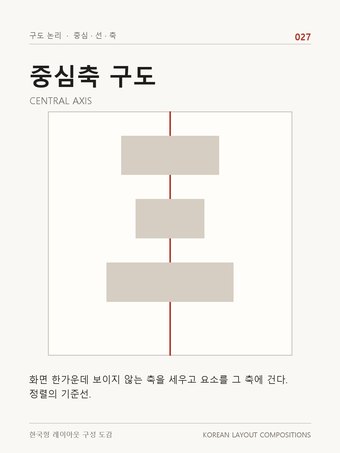 구도 논리 · 중심 · 선 · 축
027
중심축 구도
CENTRAL AXIS
화면 한가운데 보이지 않는 축을 세우고 요소를 그 축에 건다.
정렬의 기준선.
한국형 레이아웃 구성 도감
KOREAN LAYOUT COMPOSITIONS